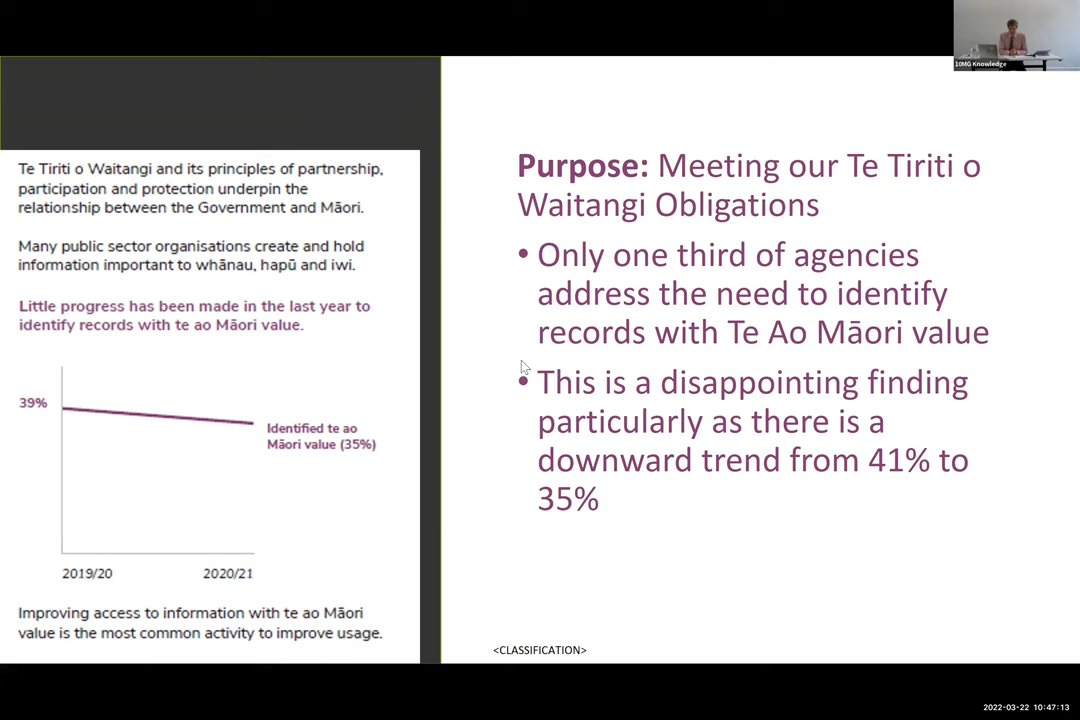 10MG Knowledge
Te Tiriti o Waitangi and its principles of partnership,
participation and protection underpin the
relationship between the Government and Māori.
Many public sector organisations create and hold
information important to whānau, hapū and iwi.
Little progress has been made in the last year to
identify records with te ao Māori value.
39%
Identified te ao
Māori value (35%)
2019/20
2020/21
Improving access to information with te ao Māori
value is the most common activity to improve usage.
Purpose: Meeting our Te Tiriti o
Waitangi Obligations
• Only one third of agencies
address the need to identify
records with Te Ao Māori value
• This is a disappointing finding
particularly as there is a
downward trend from 41% to
35%
<CLASSIFICATION>
2022-03-22 10:47:13